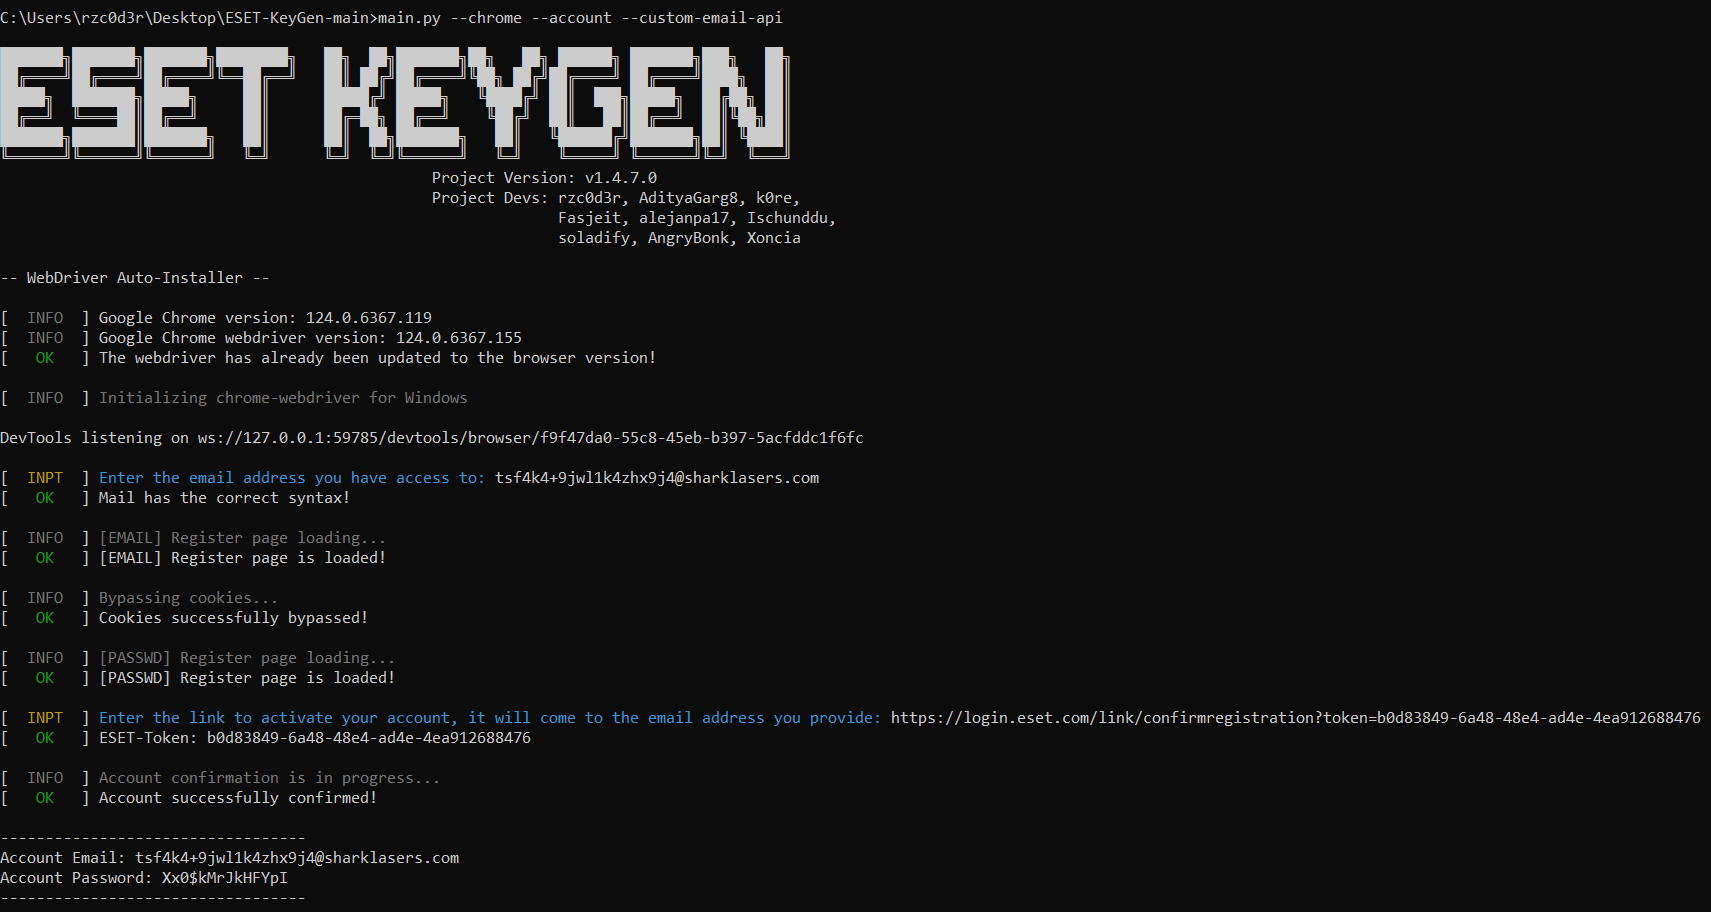 C:\Users\rzc0d3r\Desktop\ESET-KeyGen-main>main.py --chrome --account --custom-email-api
ESET KEYGEN
Project Version: v1.4.7.0
Project Devs: rzc0d3r, AdityaGarg8, k0re,
Fasjeit, alejanpa17, Ischunddu,
soladify, AngryBonk, Xoncia
-- WebDriver Auto-Installer --
[  INFO  ] Google Chrome version: 124.0.6367.119
[  INFO  ] Google Chrome webdriver version: 124.0.6367.155
[   OK   ] The webdriver has already been updated to the browser version!
[  INFO  ] Initializing chrome-webdriver for Windows
DevTools listening on ws://127.0.0.1:59785/devtools/browser/f9f47da0-55c8-45eb-b397-5acfddc1f6fc
[  INPT  ] Enter the email address you have access to: tsf4k4+9jwl1k4zhx9j4@sharklasers.com
[   OK   ] Mail has the correct syntax!
[  INFO  ] [EMAIL] Register page loading...
[   OK   ] [EMAIL] Register page is loaded!
[  INFO  ] Bypassing cookies...
[   OK   ] Cookies successfully bypassed!
[  INFO  ] [PASSWD] Register page loading...
[   OK   ] [PASSWD] Register page is loaded!
[  INPT  ] Enter the link to activate your account, it will come to the email address you provide: https://login.eset.com/link/confirmregistration?token=b0d83849-6a48-48e4-ad4e-4ea912688476
[   OK   ] ESET-Token: b0d83849-6a48-48e4-ad4e-4ea912688476
[  INFO  ] Account confirmation is in progress...
[   OK   ] Account successfully confirmed!
----------------------------------
Account Email: tsf4k4+9jwl1k4zhx9j4@sharklasers.com
Account Password: Xx0$kMrJkHFYpI
----------------------------------